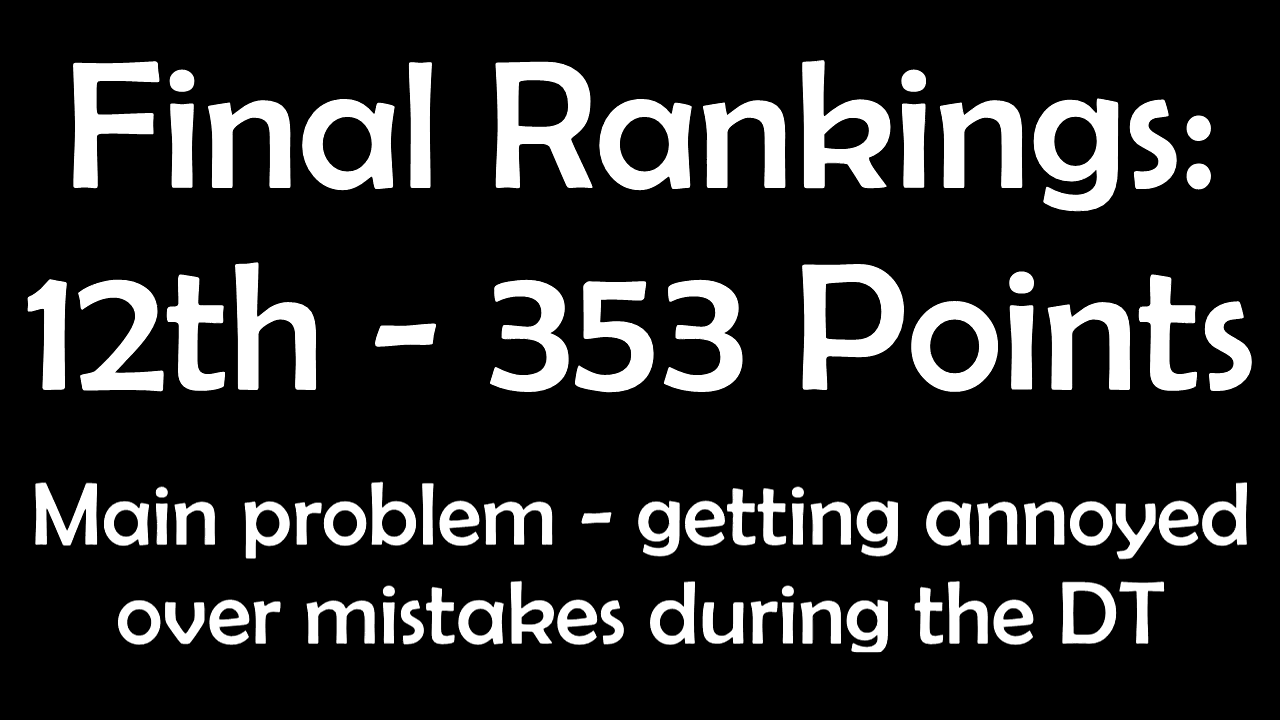 Final Rankings:
12th - 353 Points
Main problem - getting annoyed
over mistakes during the DT